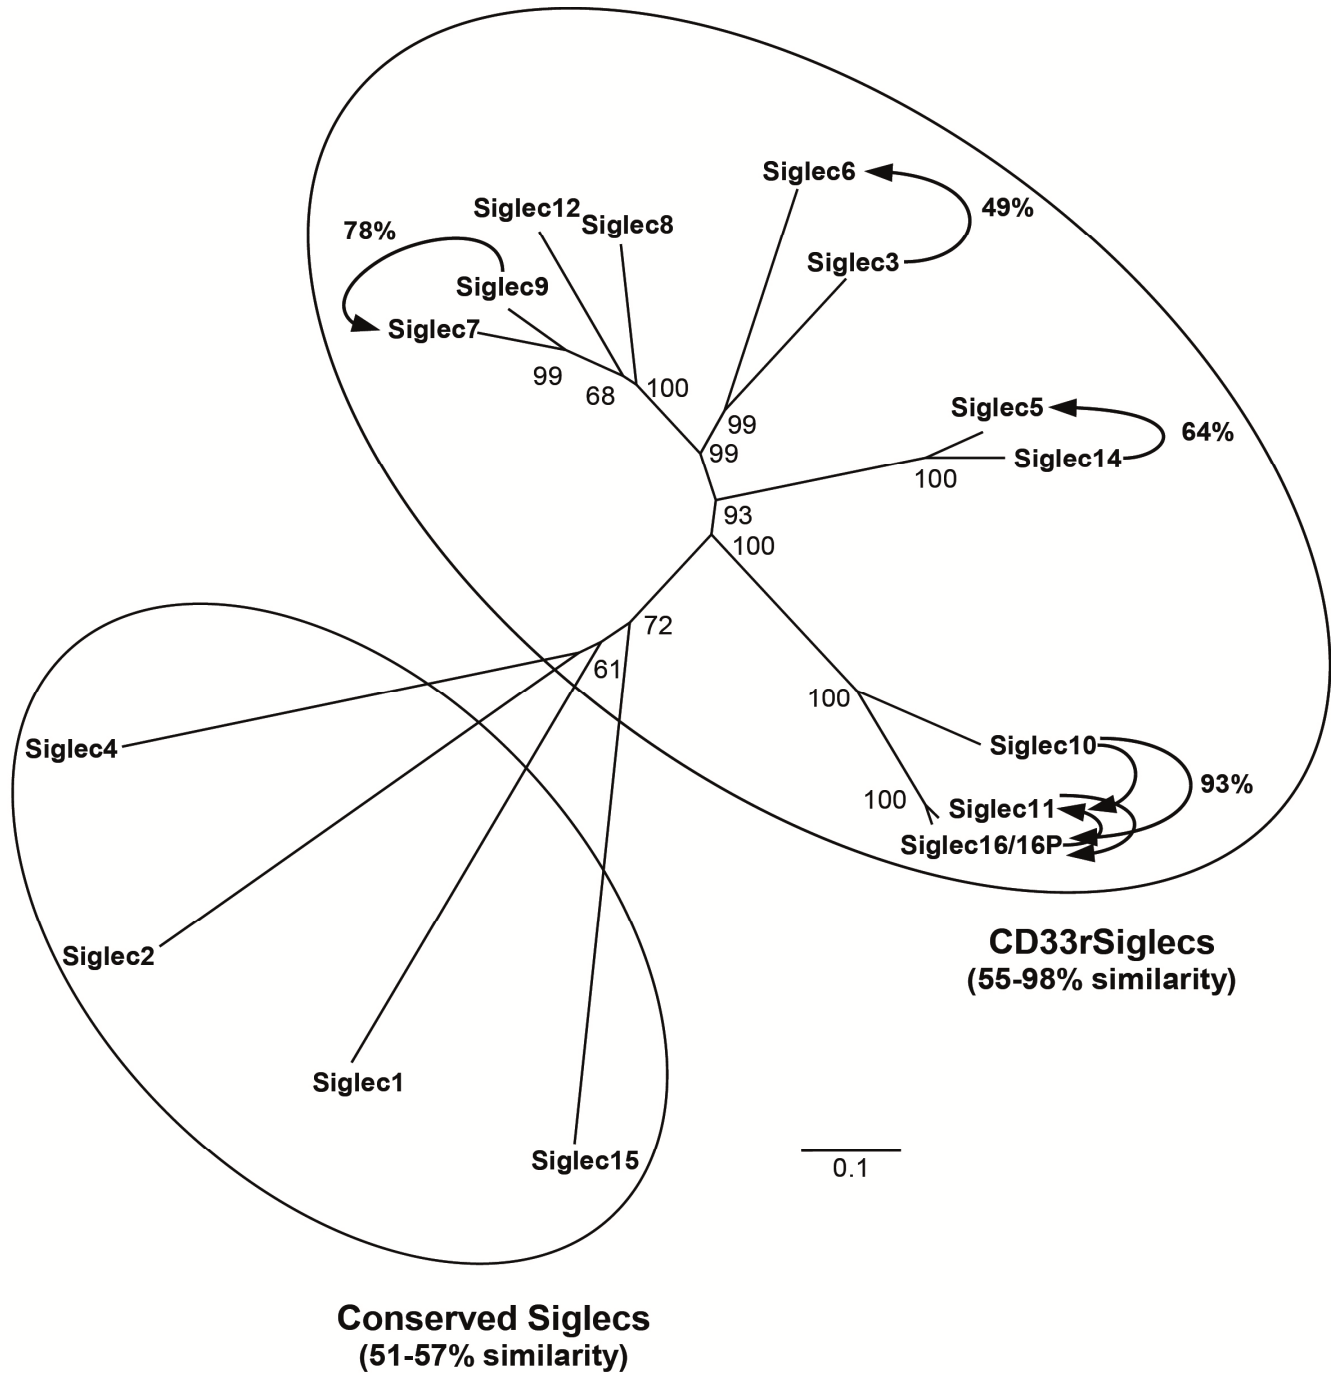 Siglec6
49%
Siglec12
Siglec8
78%
Siglec3
Siglec9
Siglec7
99
68
100
Siglec5
99
64%
99
Siglec14
100
93
100
72
61
100
Siglec4
Siglec10
93%
100
Siglec11
Siglec16/16P
CD33rSiglecs
(55-98% similarity)
Siglec2
Siglec1
Siglec15
0.1
Conserved Siglecs
(51-57% similarity)